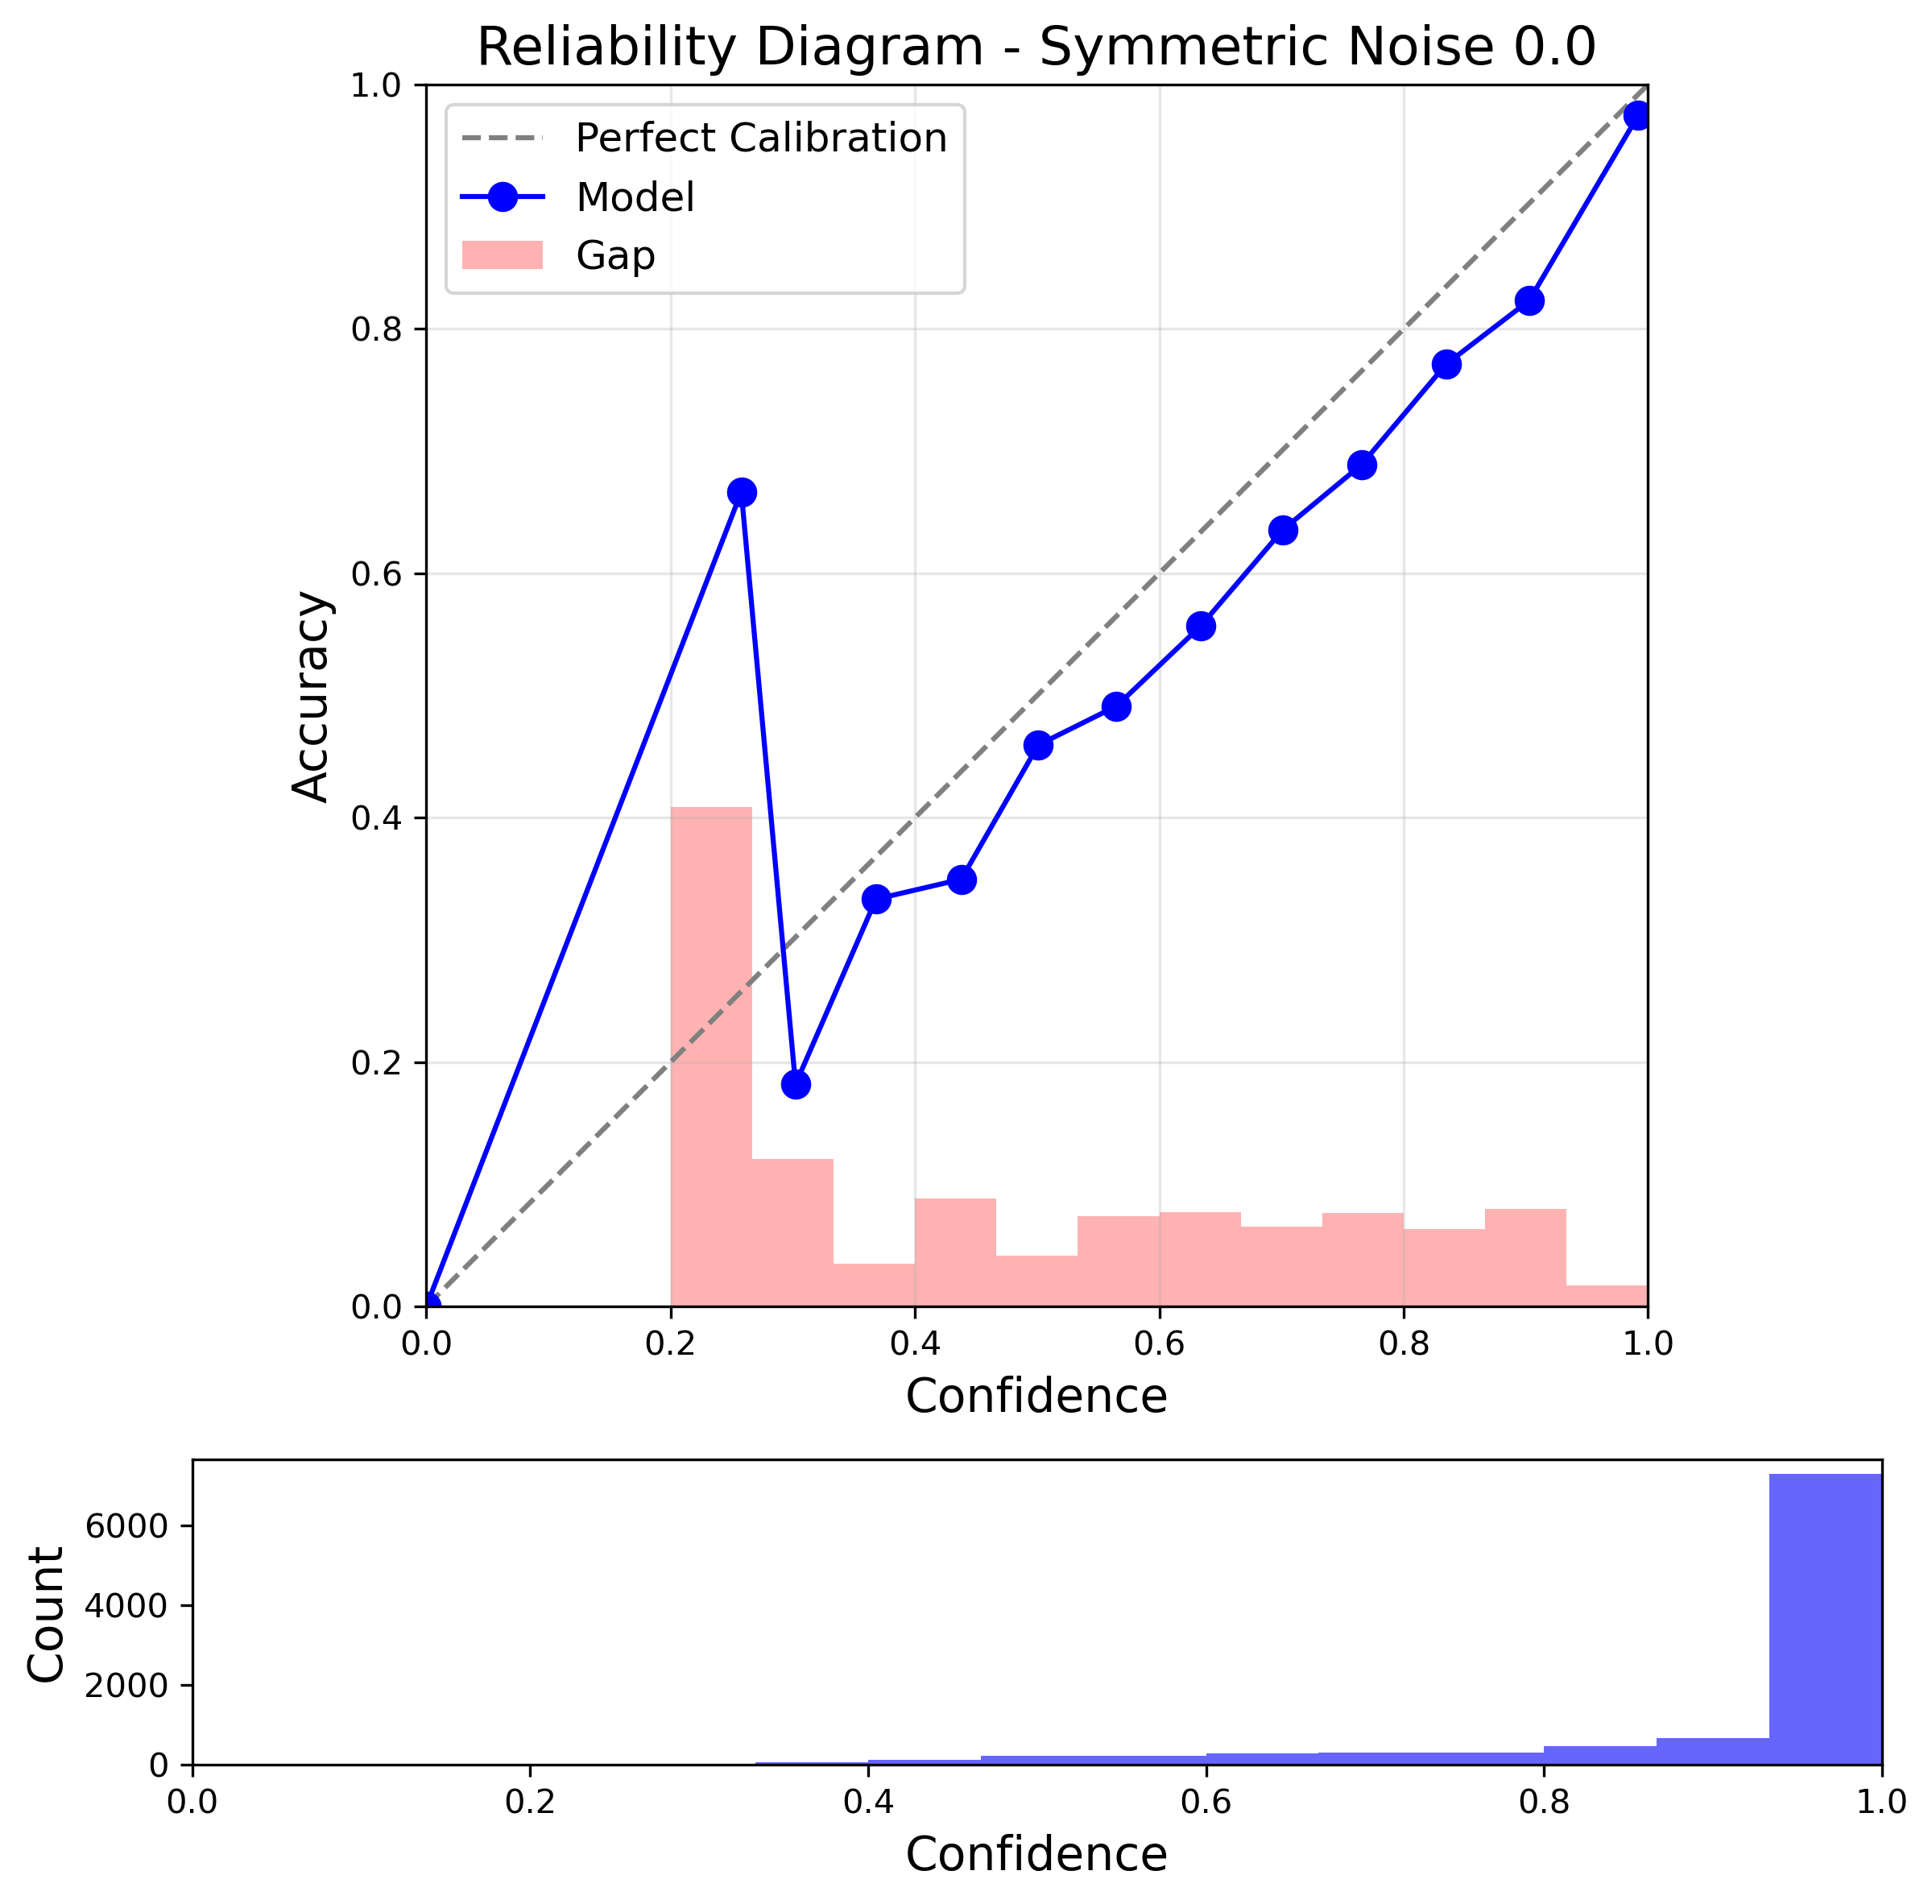 Reliability Diagram - Symmetric Noise 0.0
1.0
0.8
0.6
0.4
0.2
0.0
Accuracy
Perfect Calibration
Model
Gap
0.0 0.2 0.4 0.6 0.8 1.0
Confidence
6000
4000
2000
0
Count
0.0 0.2 0.4 0.6 0.8 1.0
Confidence